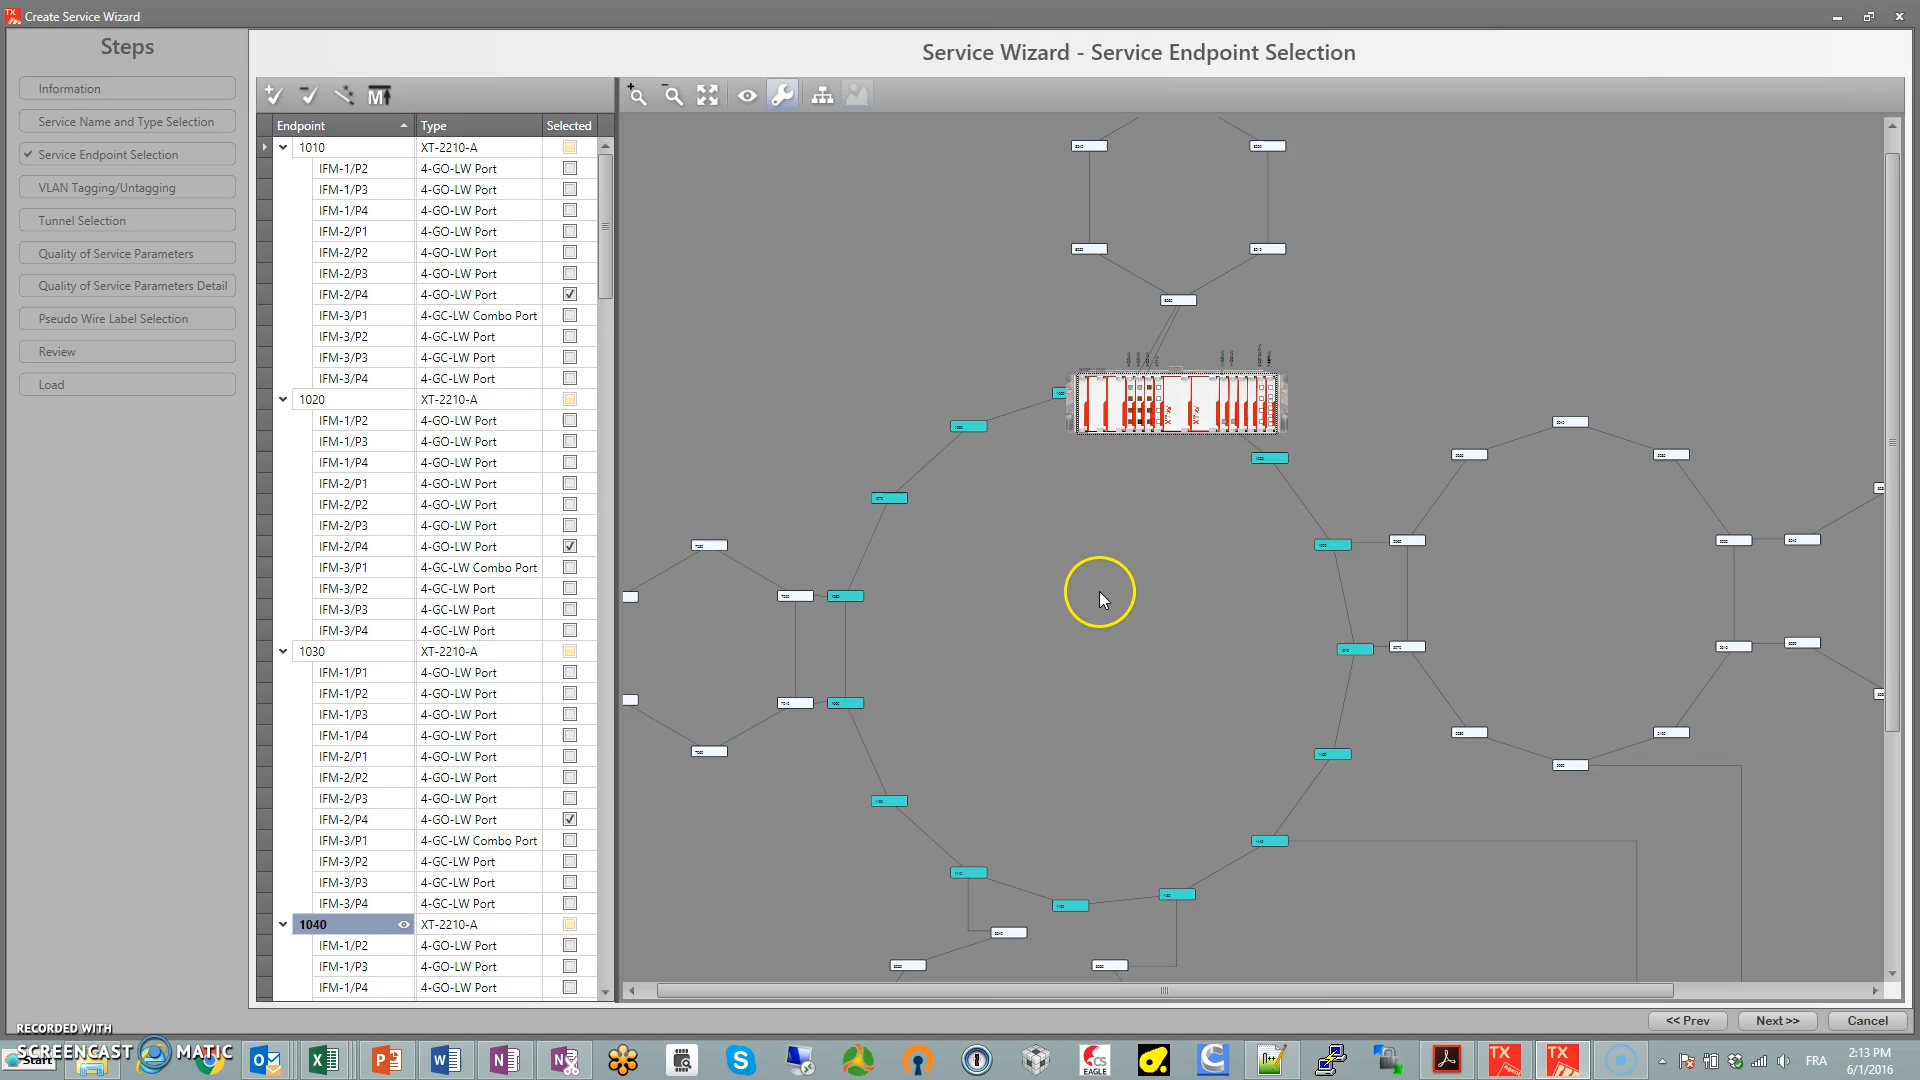 Create Service Wizard
Steps
Information
Service Name and Type Selection
Service Endpoint Selection
VLAN Tagging/Untagging
Tunnel Selection
Quality of Service Parameters
Quality of Service Parameters Detail
Pseudo Wire Label Selection
Review
Load
Service Wizard - Service Endpoint Selection
Endpoint Type Selected
1010 XT-2210-A
IFM-1/P2 4-GO-LW Port
IFM-1/P3 4-GO-LW Port
IFM-1/P4 4-GO-LW Port
IFM-2/P1 4-GO-LW Port
IFM-2/P2 4-GO-LW Port
IFM-2/P3 4-GO-LW Port
IFM-2/P4 4-GO-LW Port
IFM-3/P1 4-GC-LW Combo Port
IFM-3/P2 4-GC-LW Port
IFM-3/P3 4-GC-LW Port
IFM-3/P4 4-GC-LW Port
1020 XT-2210-A
IFM-1/P2 4-GO-LW Port
IFM-1/P3 4-GO-LW Port
IFM-1/P4 4-GO-LW Port
IFM-2/P1 4-GO-LW Port
IFM-2/P2 4-GO-LW Port
IFM-2/P3 4-GO-LW Port
IFM-2/P4 4-GO-LW Port
IFM-3/P1 4-GC-LW Combo Port
IFM-3/P2 4-GC-LW Port
IFM-3/P3 4-GC-LW Port
IFM-3/P4 4-GC-LW Port
1030 XT-2210-A
IFM-1/P1 4-GO-LW Port
IFM-1/P2 4-GO-LW Port
IFM-1/P3 4-GO-LW Port
IFM-1/P4 4-GO-LW Port
IFM-2/P1 4-GO-LW Port
IFM-2/P2 4-GO-LW Port
IFM-2/P3 4-GO-LW Port
IFM-2/P4 4-GO-LW Port
IFM-3/P1 4-GC-LW Combo Port
IFM-3/P2 4-GC-LW Port
IFM-3/P3 4-GC-LW Port
IFM-3/P4 4-GC-LW Port
1040 XT-2210-A
IFM-1/P2 4-GO-LW Port
IFM-1/P3 4-GO-LW Port
IFM-1/P4 4-GO-LW Port
<< Prev Next >> Cancel
RECORDED WITH
SCREENCAST MATIC
Start
CS
EAGLE
TX
TX
FRA
2:13 PM
6/1/2016